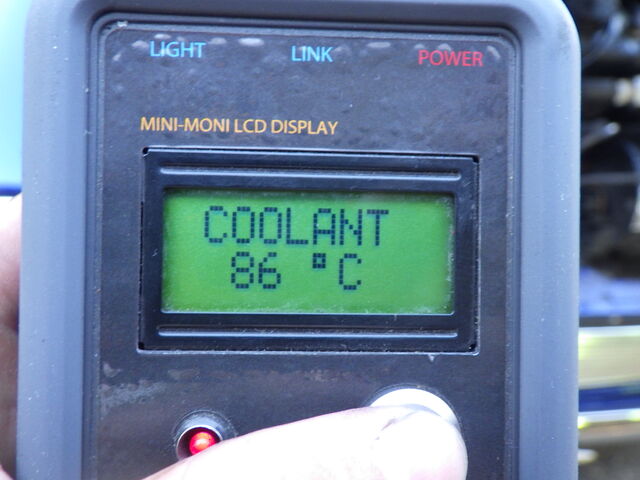 LIGHT LINK POWER
MINI-MONI LCD DISPLAY
COOLANT
86 °C